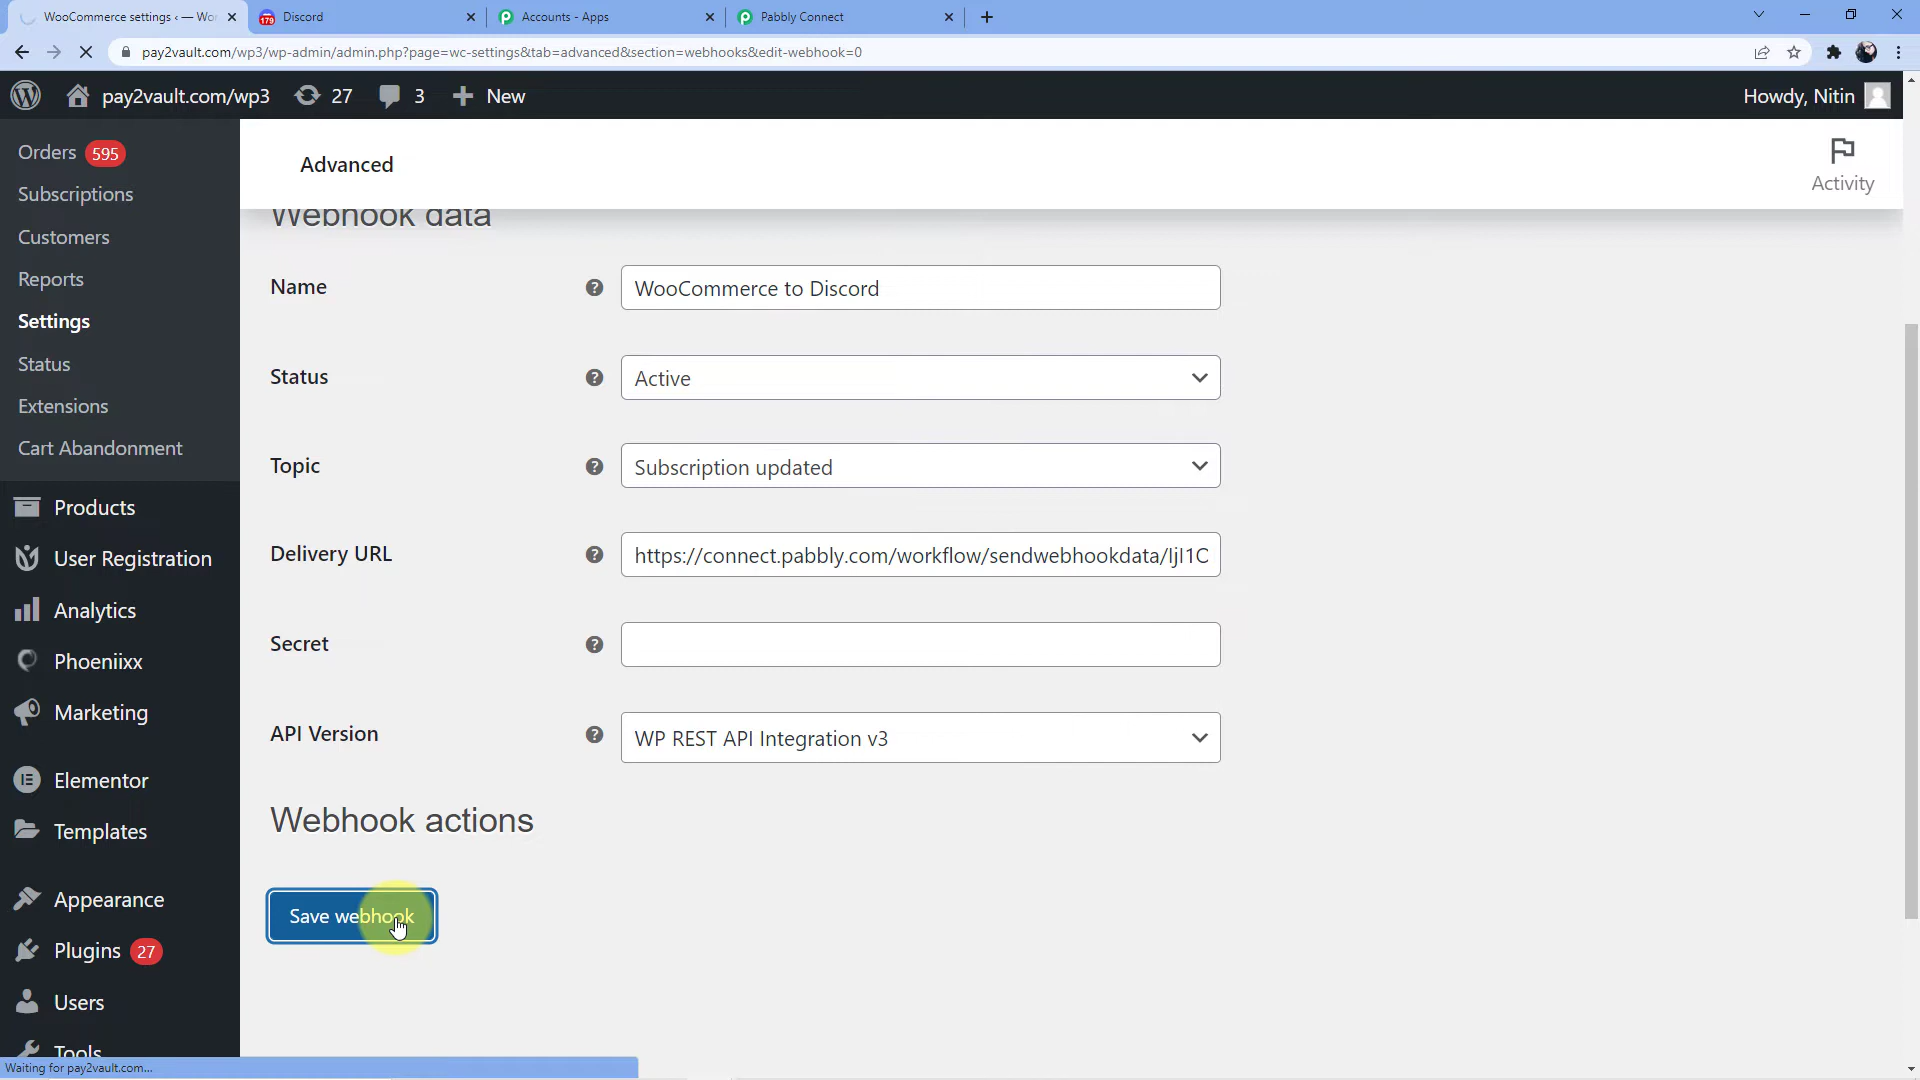 WooCommerce settings ‹ — Wor
Discord
Accounts - Apps
Pabbly Connect
pay2vault.com/wp3/wp-admin/admin.php?page=wc-settings&tab=advanced&section=webhooks&edit-webhook=0
pay2vault.com/wp3
27
3
New
Howdy, Nitin
Orders 595
Subscriptions
Customers
Reports
Settings
Status
Extensions
Cart Abandonment
Products
User Registration
Analytics
Phoeniixx
Marketing
Elementor
Templates
Appearance
Plugins 27
Users
Tools
Advanced
Activity
Webhook data
Name
WooCommerce to Discord
Status
Active
Topic
Subscription updated
Delivery URL
https://connect.pabbly.com/workflow/sendwebhookdata/IjI1C
Secret
API Version
WP REST API Integration v3
Webhook actions
Save webhook
Waiting for pay2vault.com...
179